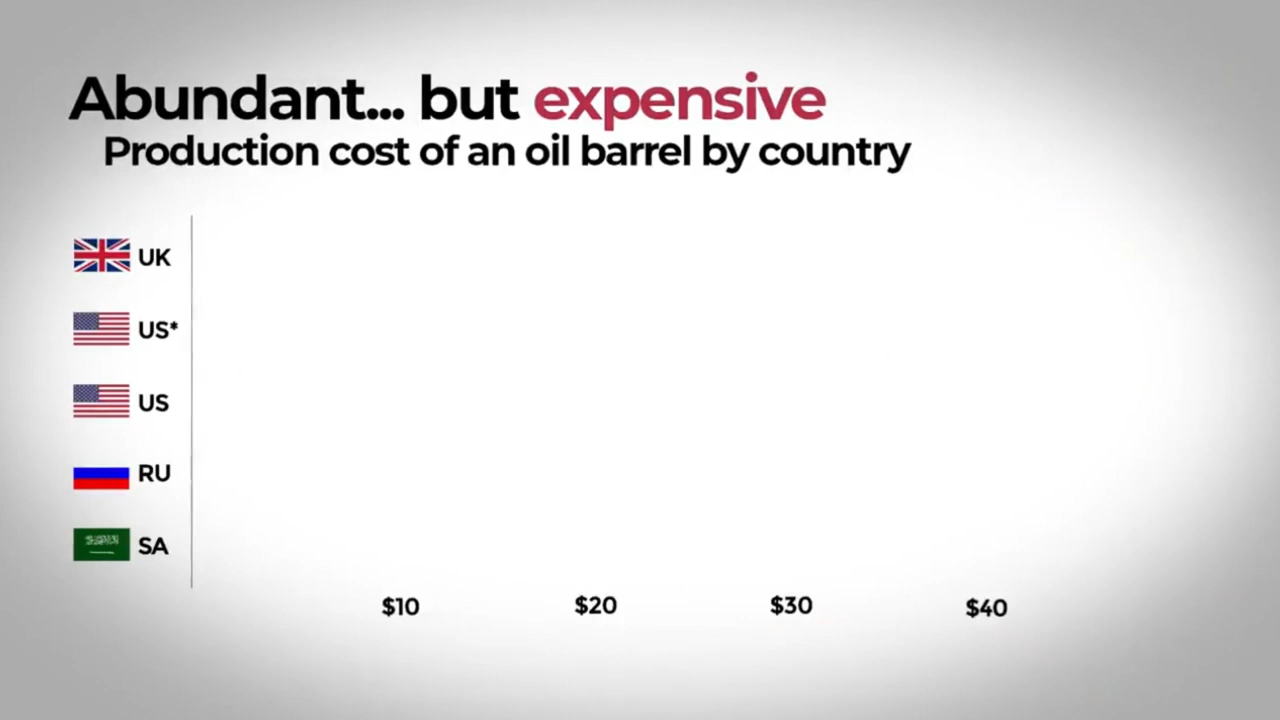 Abundant... but expensive
Production cost of an oil barrel by country
UK
US*
US
RU
SA
$10 $20 $30 $40